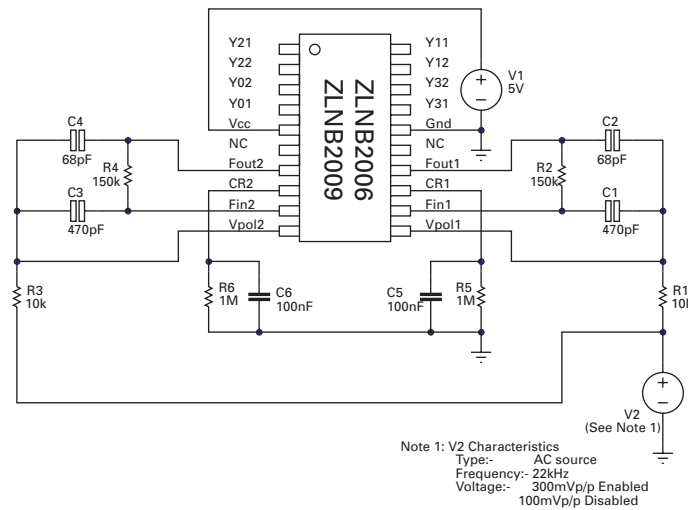 Y21
Y22
Y02
Y01
Vcc
NC
Fout2
CR2
Fin2
Vpol2
ZLNB2009
ZLNB2006
Y11
Y12
Y32
Y31
Gnd
NC
Fout1
CR1
Fin1
Vpol1
V1
5V
C4
68pF
R4
150k
C3
470pF
C2
68pF
R2
150k
C1
470pF
R3
10k
R6
1M
C6
100nF
C5
100nF
R5
1M
R1
10k
V2
(See Note 1)
Note 1: V2 Characteristics
Type:- AC source
Frequency:- 22kHz
Voltage:- 300mVp/p Enabled
100mVp/p Disabled